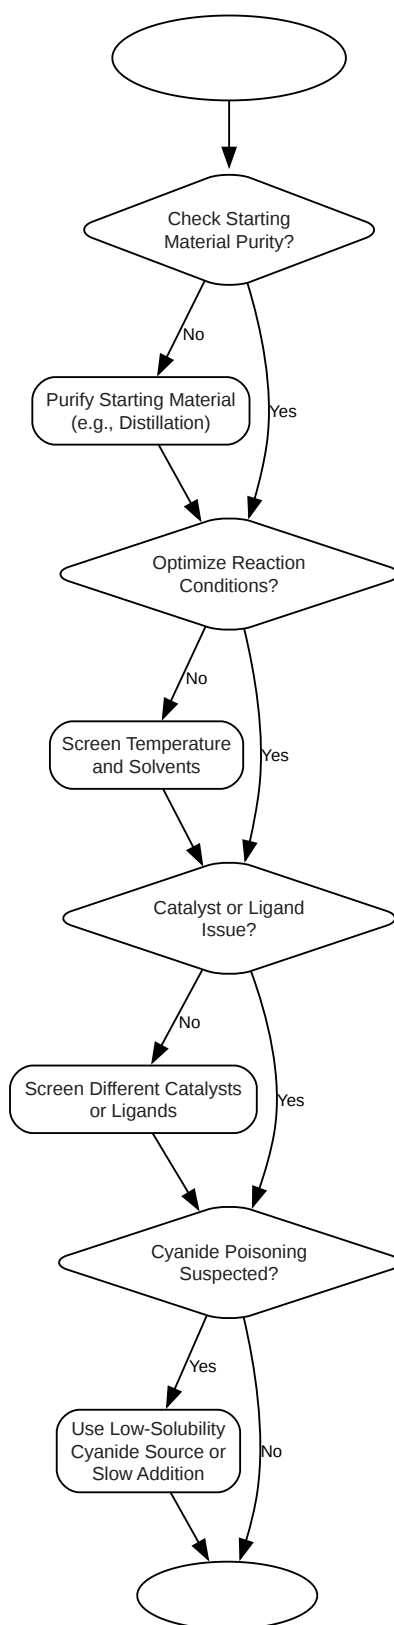 Check Starting
Material Purity?
No
Purify Starting Material
(e.g., Distillation)
Yes
Optimize Reaction
Conditions?
No
Screen Temperature
and Solvents
Yes
Catalyst or Ligand
Issue?
No
Screen Different Catalysts
or Ligands
Yes
Cyanide Poisoning
Suspected?
Yes
Use Low-Solubility
Cyanide Source or
Slow Addition
No